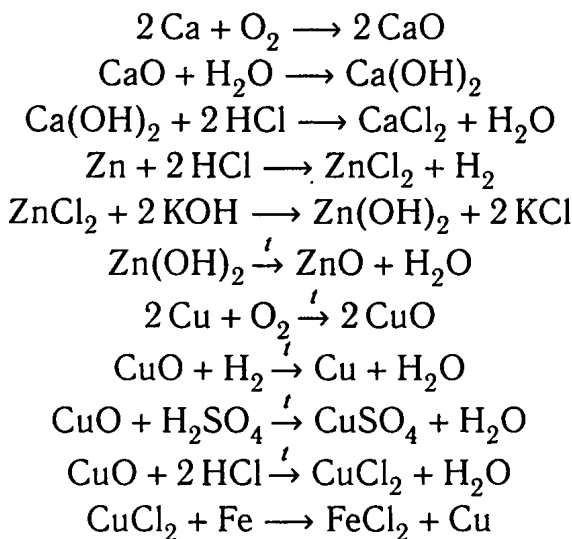 2 Ca + O₂ ⟶ 2 CaO
CaO + H₂O ⟶ Ca(OH)₂
Ca(OH)₂ + 2 HCl ⟶ CaCl₂ + H₂O
Zn + 2 HCl ⟶ ZnCl₂ + H₂
ZnCl₂ + 2 KOH ⟶ Zn(OH)₂ + 2 KCl
Zn(OH)₂ →ᵗ ZnO + H₂O
2 Cu + O₂ →ᵗ 2 CuO
CuO + H₂ →ᵗ Cu + H₂O
CuO + H₂SO₄ →ᵗ CuSO₄ + H₂O
CuO + 2 HCl →ᵗ CuCl₂ + H₂O
CuCl₂ + Fe ⟶ FeCl₂ + Cu